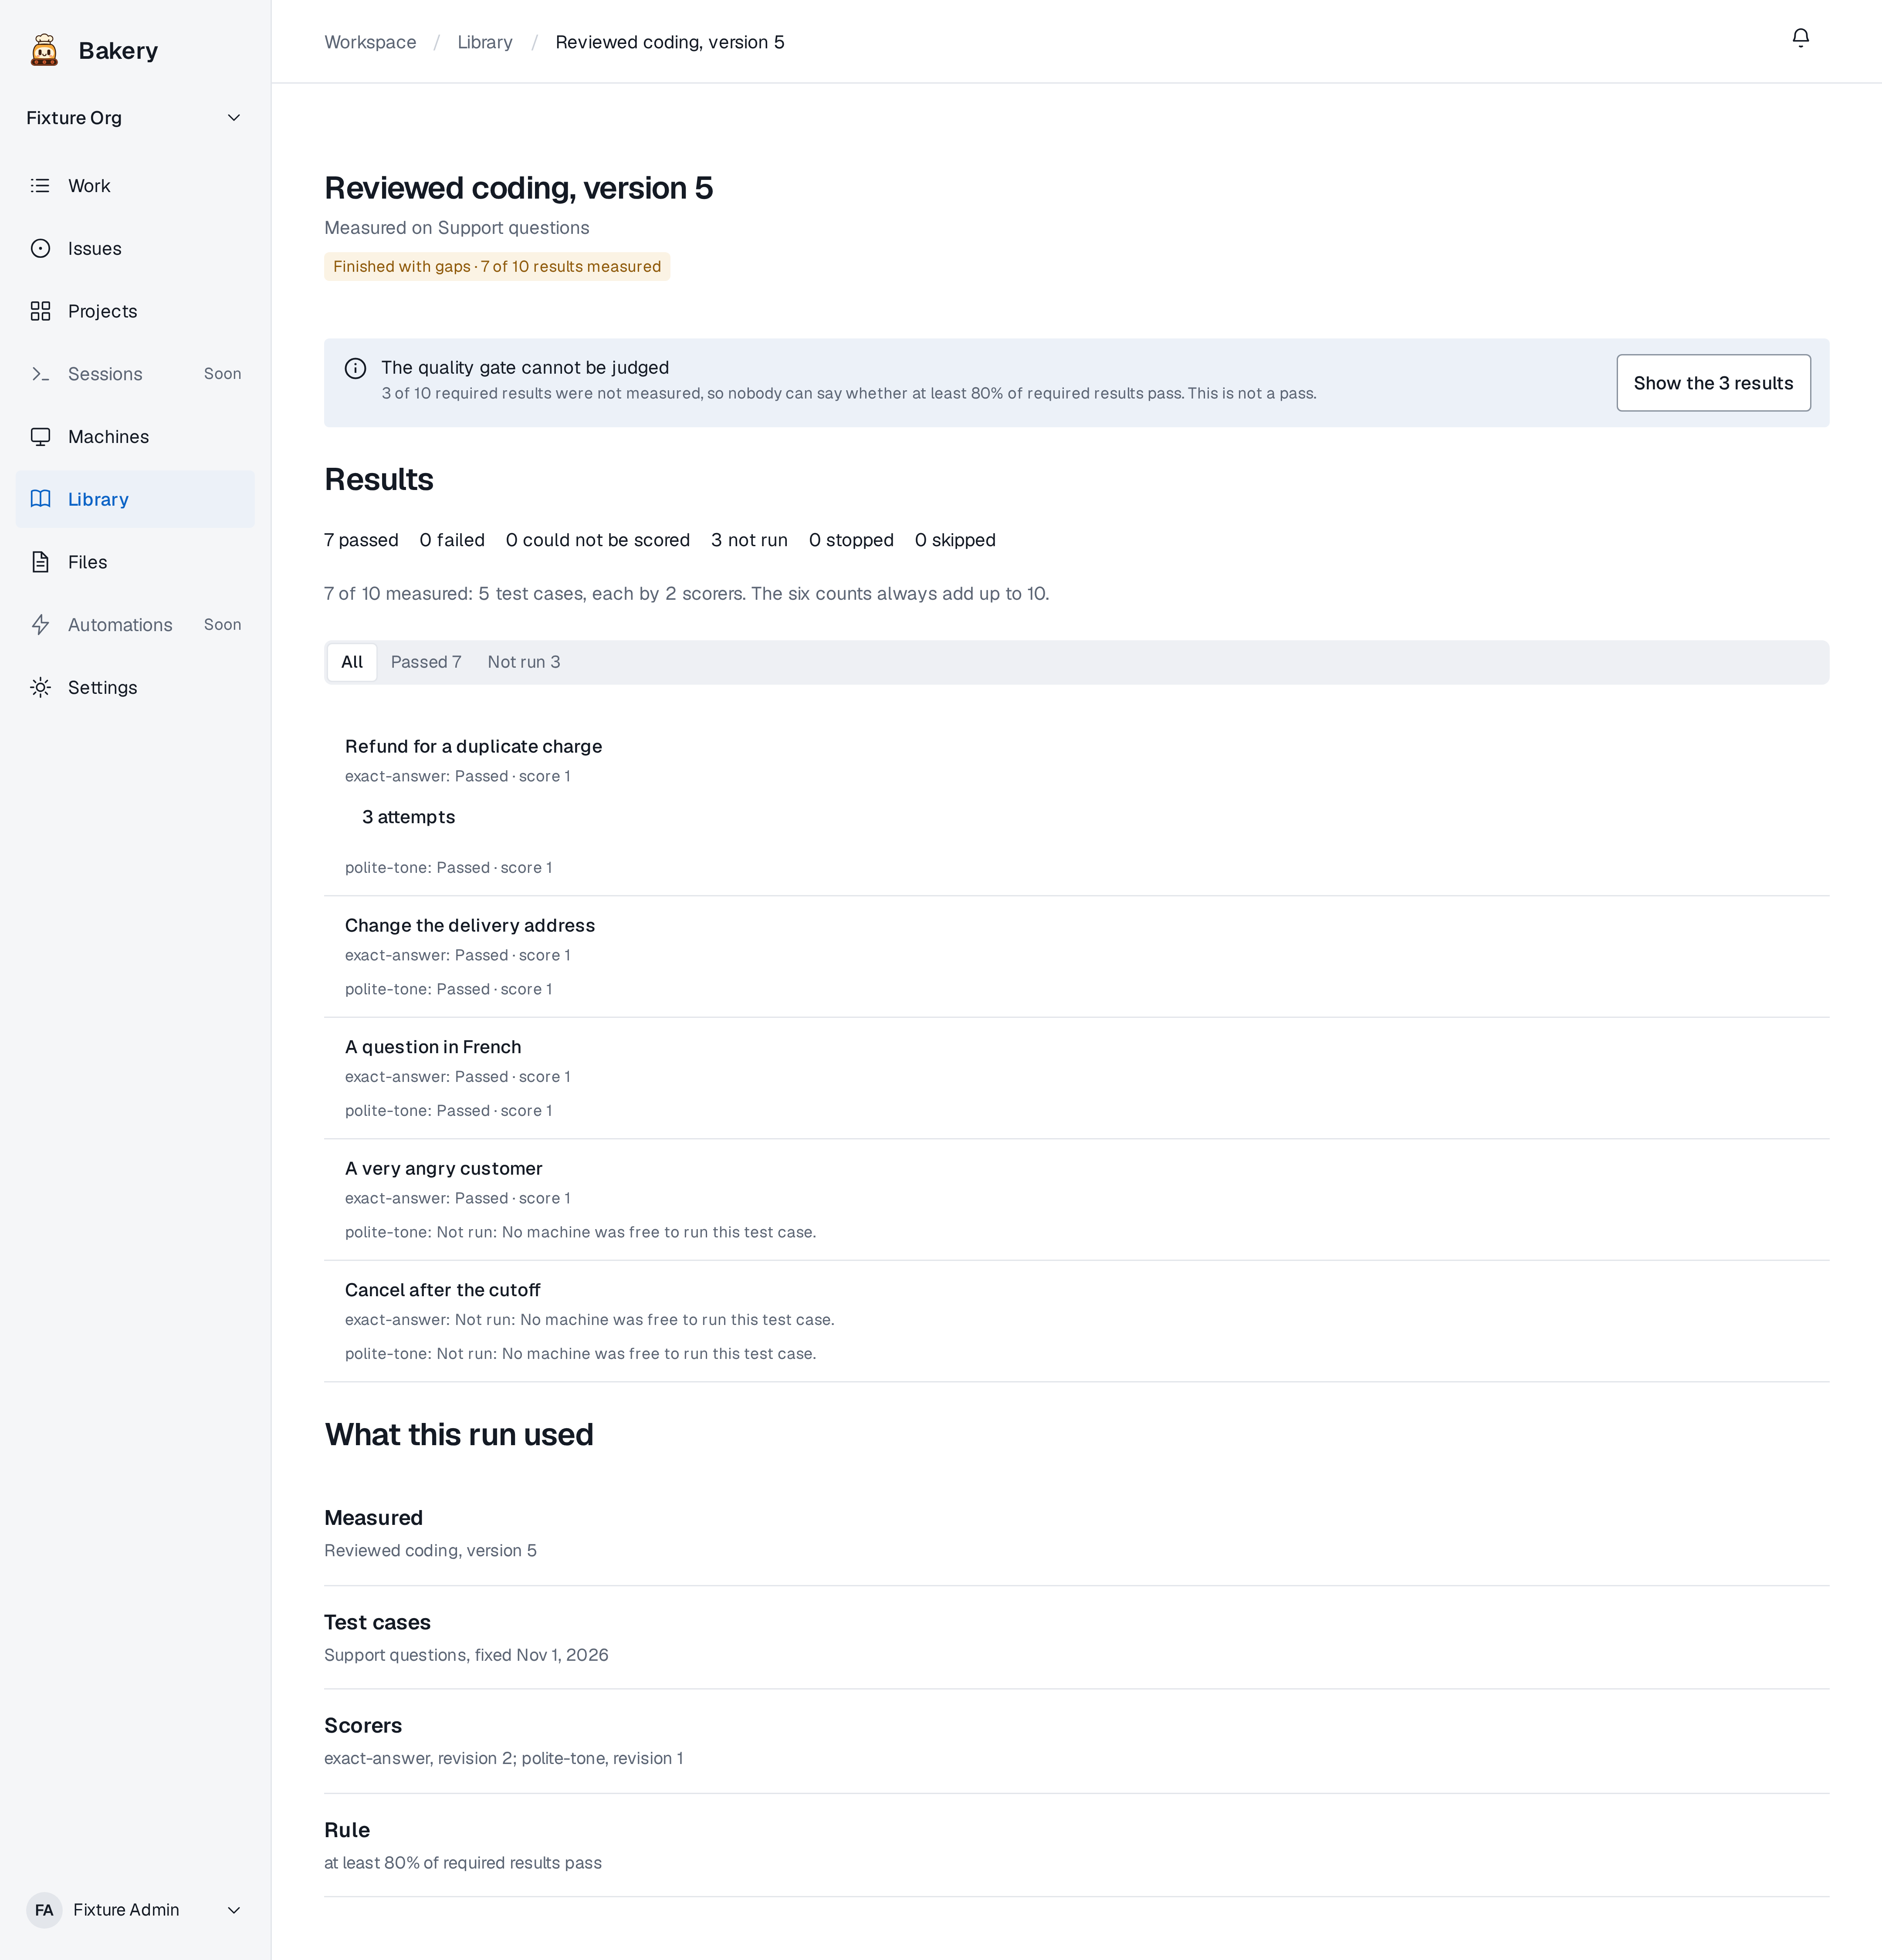 Bakery
Fixture Org
Work
Issues
Projects
Sessions Soon
Machines
Library
Files
Automations Soon
Settings
FA Fixture Admin
Workspace / Library / Reviewed coding, version 5
Reviewed coding, version 5
Measured on Support questions
Finished with gaps · 7 of 10 results measured
The quality gate cannot be judged
3 of 10 required results were not measured, so nobody can say whether at least 80% of required results pass. This is not a pass.
Show the 3 results
Results
7 passed 0 failed 0 could not be scored 3 not run 0 stopped 0 skipped
7 of 10 measured: 5 test cases, each by 2 scorers. The six counts always add up to 10.
All Passed 7 Not run 3
Refund for a duplicate charge
exact-answer: Passed · score 1
3 attempts
polite-tone: Passed · score 1
Change the delivery address
exact-answer: Passed · score 1
polite-tone: Passed · score 1
A question in French
exact-answer: Passed · score 1
polite-tone: Passed · score 1
A very angry customer
exact-answer: Passed · score 1
polite-tone: Not run: No machine was free to run this test case.
Cancel after the cutoff
exact-answer: Not run: No machine was free to run this test case.
polite-tone: Not run: No machine was free to run this test case.
What this run used
Measured
Reviewed coding, version 5
Test cases
Support questions, fixed Nov 1, 2026
Scorers
exact-answer, revision 2; polite-tone, revision 1
Rule
at least 80% of required results pass